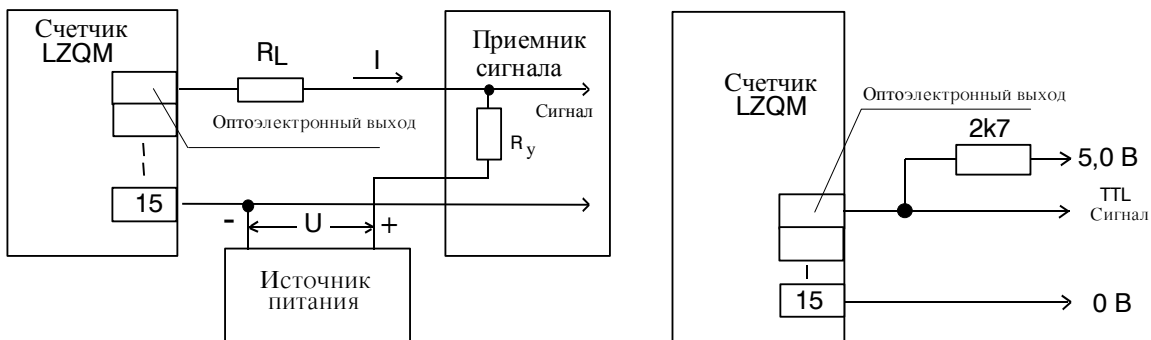 Счетчик
LZQM
RL
I
Приемник
сигнала
Сигнал
Оптоэлектронный выход
Rу
15
- U +
Источник
питания
Счетчик
LZQM
Оптоэлектронный выход
2k7
5,0 В
TTL
Сигнал
15
0 В